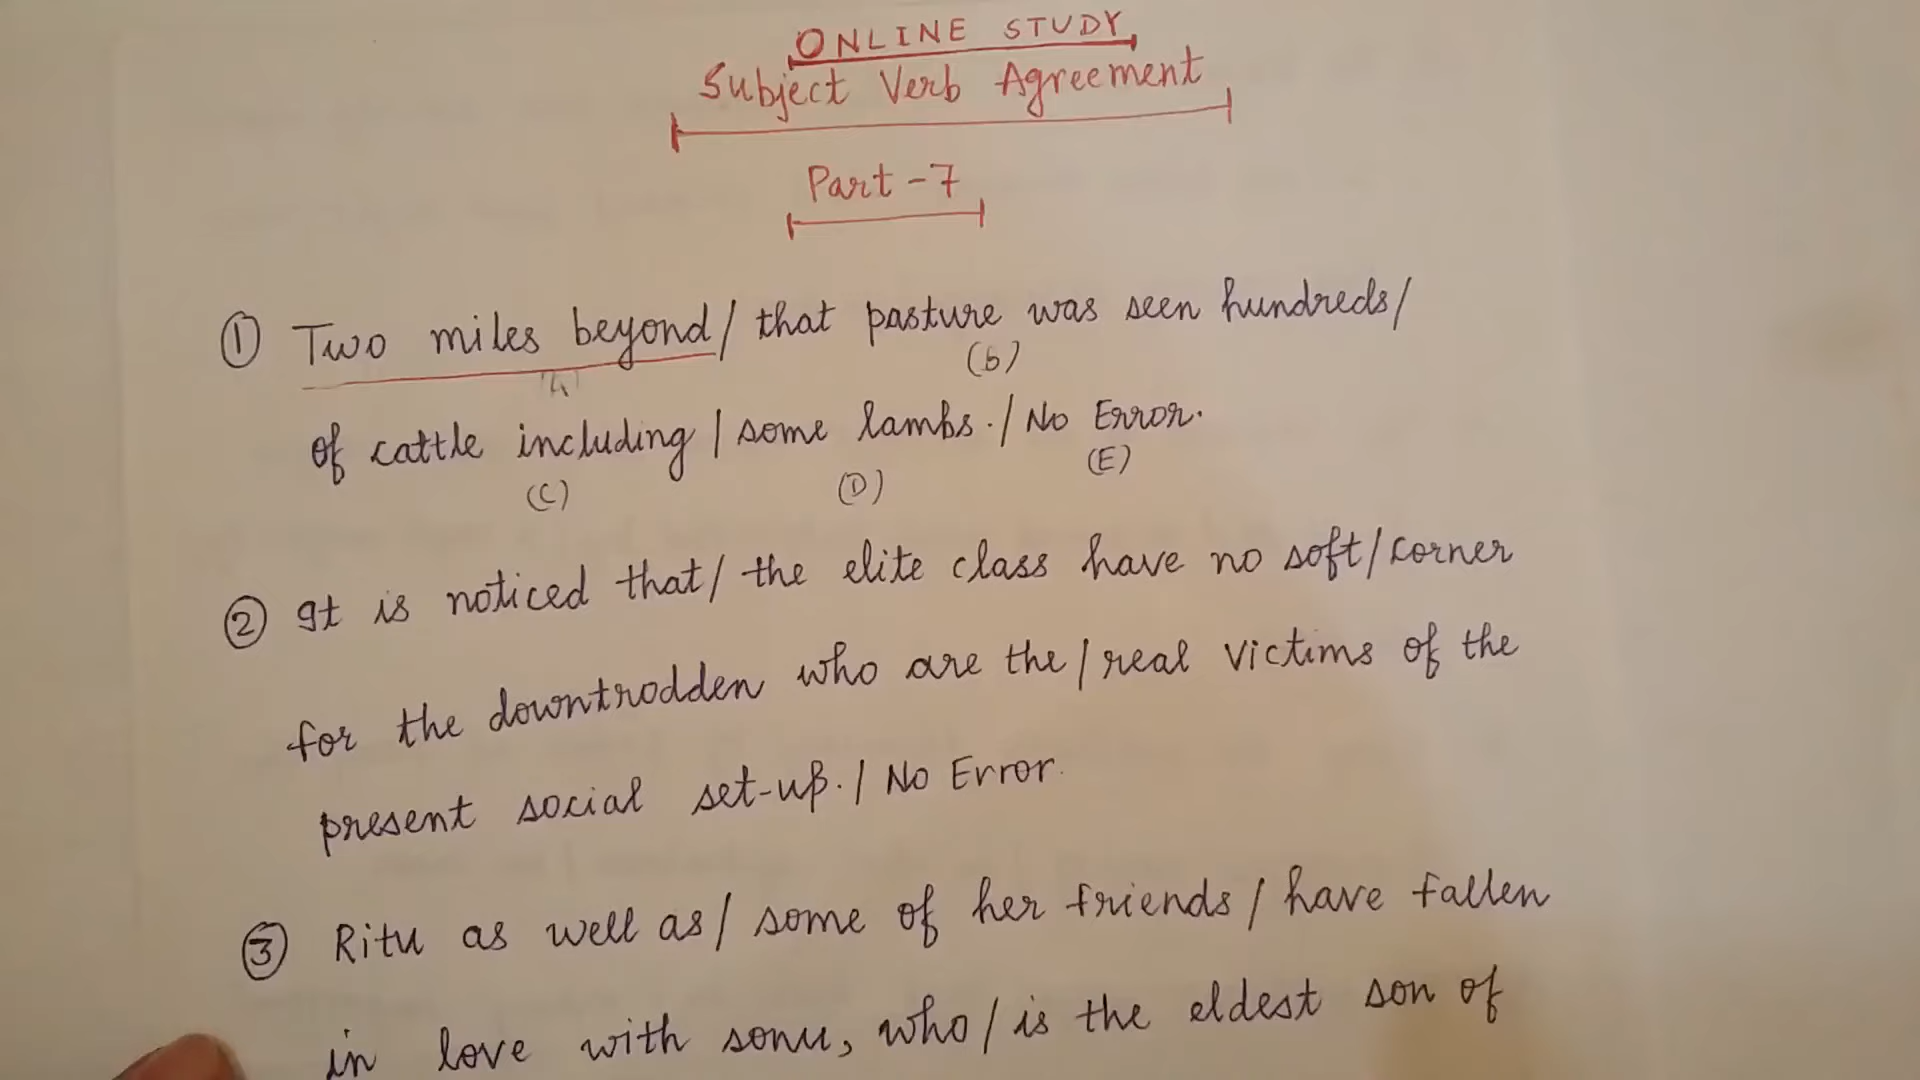 ONLINE STUDY
Subject Verb Agreement
Part-7
① Two miles beyond/ that pasture was seen hundreds/
(A) (b)
of cattle including / some lambs. / No Error.
(C) (D) (E)
② It is noticed that/ the elite class have no soft/corner
for the downtrodden who are the / real victims of the
present social set-up. / No Error.
③ Ritu as well as / some of her friends / have fallen
in love with sonu, who / is the eldest son of